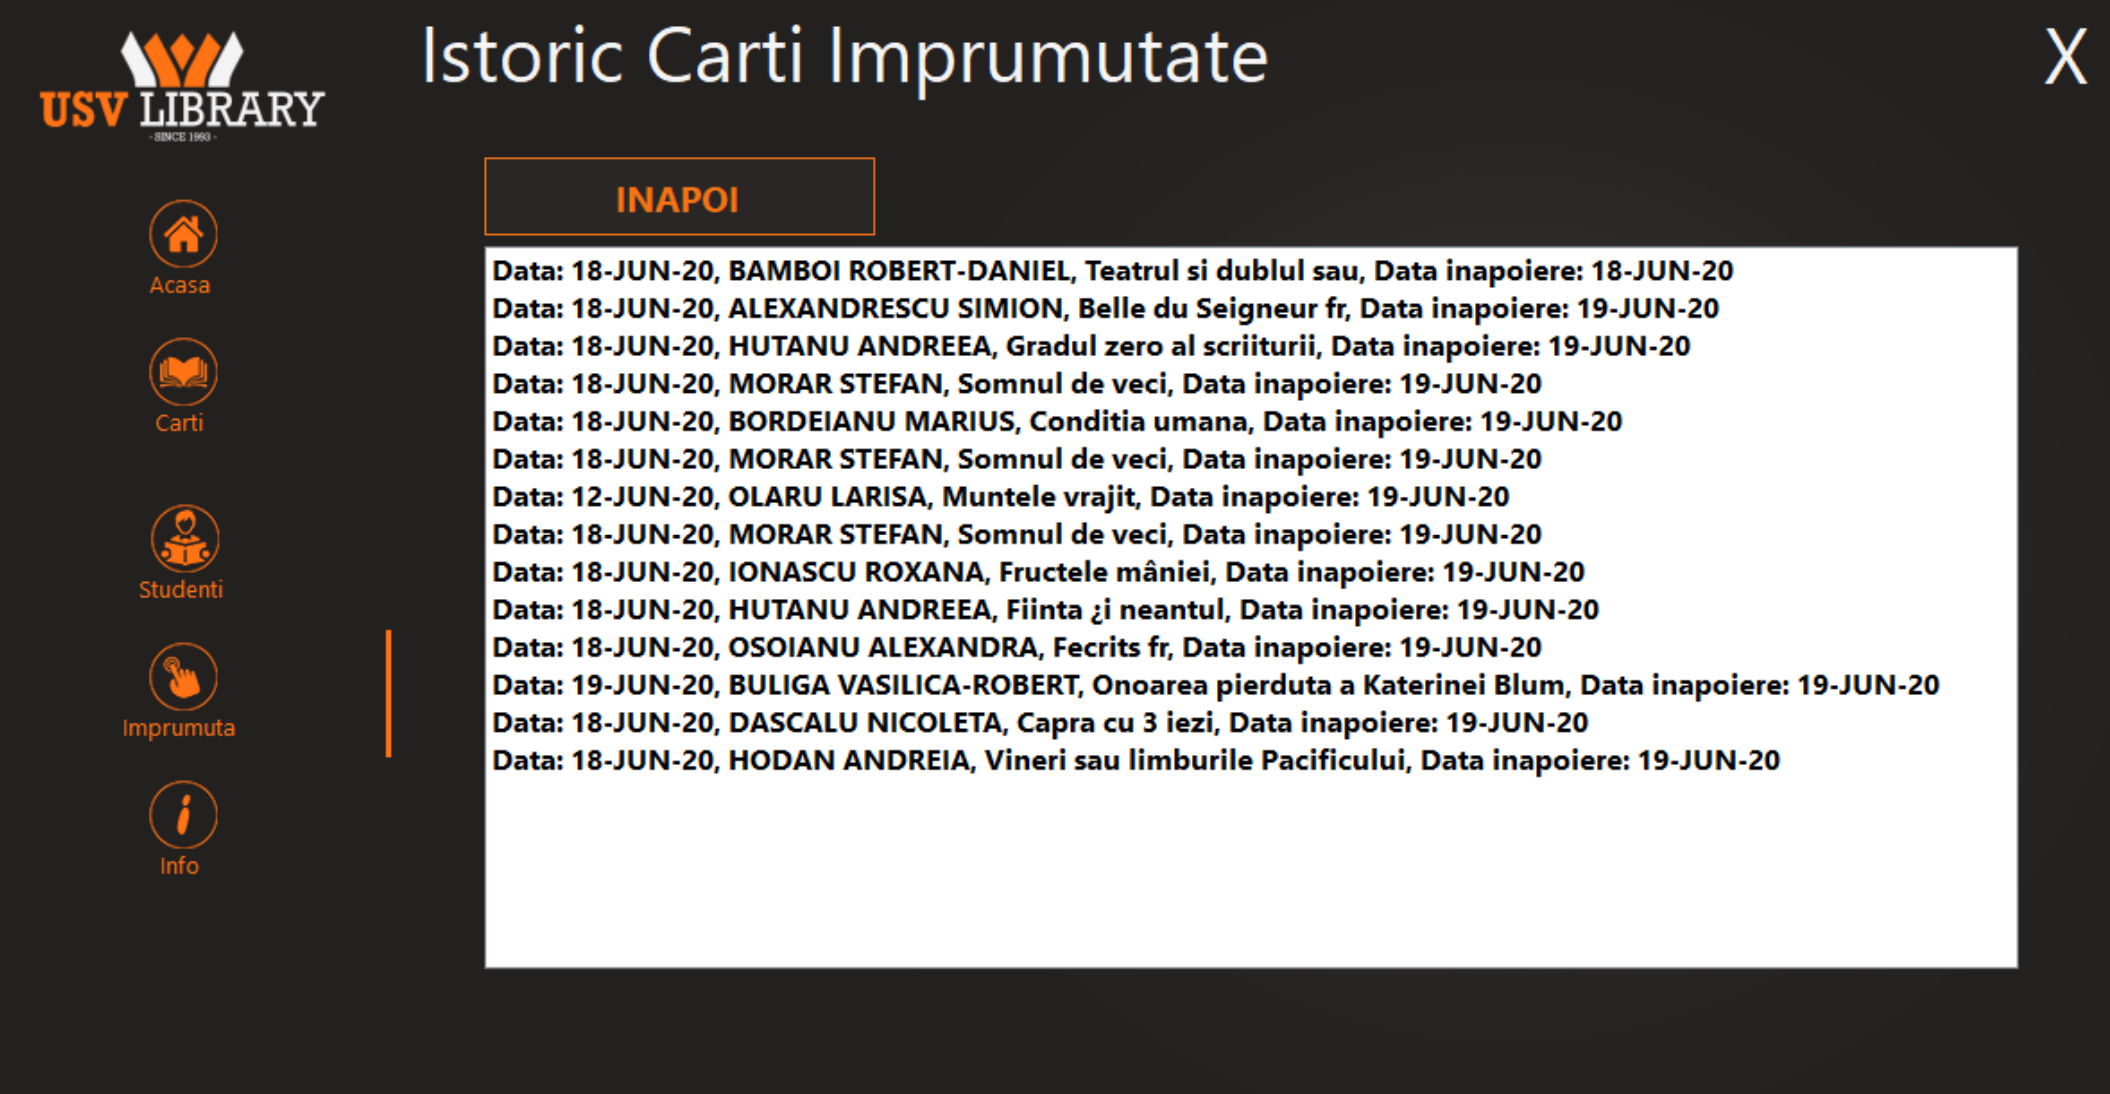 Istoric Carti Imprumutate
X
USV LIBRARY
- SINCE 1993 -
INAPOI
Acasa
Carti
Studenti
Imprumuta
Info
Data: 18-JUN-20, BAMBOI ROBERT-DANIEL, Teatrul si dublul sau, Data inapoiere: 18-JUN-20
Data: 18-JUN-20, ALEXANDRESCU SIMION, Belle du Seigneur fr, Data inapoiere: 19-JUN-20
Data: 18-JUN-20, HUTANU ANDREEA, Gradul zero al scriiturii, Data inapoiere: 19-JUN-20
Data: 18-JUN-20, MORAR STEFAN, Somnul de veci, Data inapoiere: 19-JUN-20
Data: 18-JUN-20, BORDEIANU MARIUS, Conditia umana, Data inapoiere: 19-JUN-20
Data: 18-JUN-20, MORAR STEFAN, Somnul de veci, Data inapoiere: 19-JUN-20
Data: 12-JUN-20, OLARU LARISA, Muntele vrajit, Data inapoiere: 19-JUN-20
Data: 18-JUN-20, MORAR STEFAN, Somnul de veci, Data inapoiere: 19-JUN-20
Data: 18-JUN-20, IONASCU ROXANA, Fructele mâniei, Data inapoiere: 19-JUN-20
Data: 18-JUN-20, HUTANU ANDREEA, Fiinta ¿i neantul, Data inapoiere: 19-JUN-20
Data: 18-JUN-20, OSOIANU ALEXANDRA, Fecrits fr, Data inapoiere: 19-JUN-20
Data: 19-JUN-20, BULIGA VASILICA-ROBERT, Onoarea pierduta a Katerinei Blum, Data inapoiere: 19-JUN-20
Data: 18-JUN-20, DASCALU NICOLETA, Capra cu 3 iezi, Data inapoiere: 19-JUN-20
Data: 18-JUN-20, HODAN ANDREIA, Vineri sau limburile Pacificului, Data inapoiere: 19-JUN-20